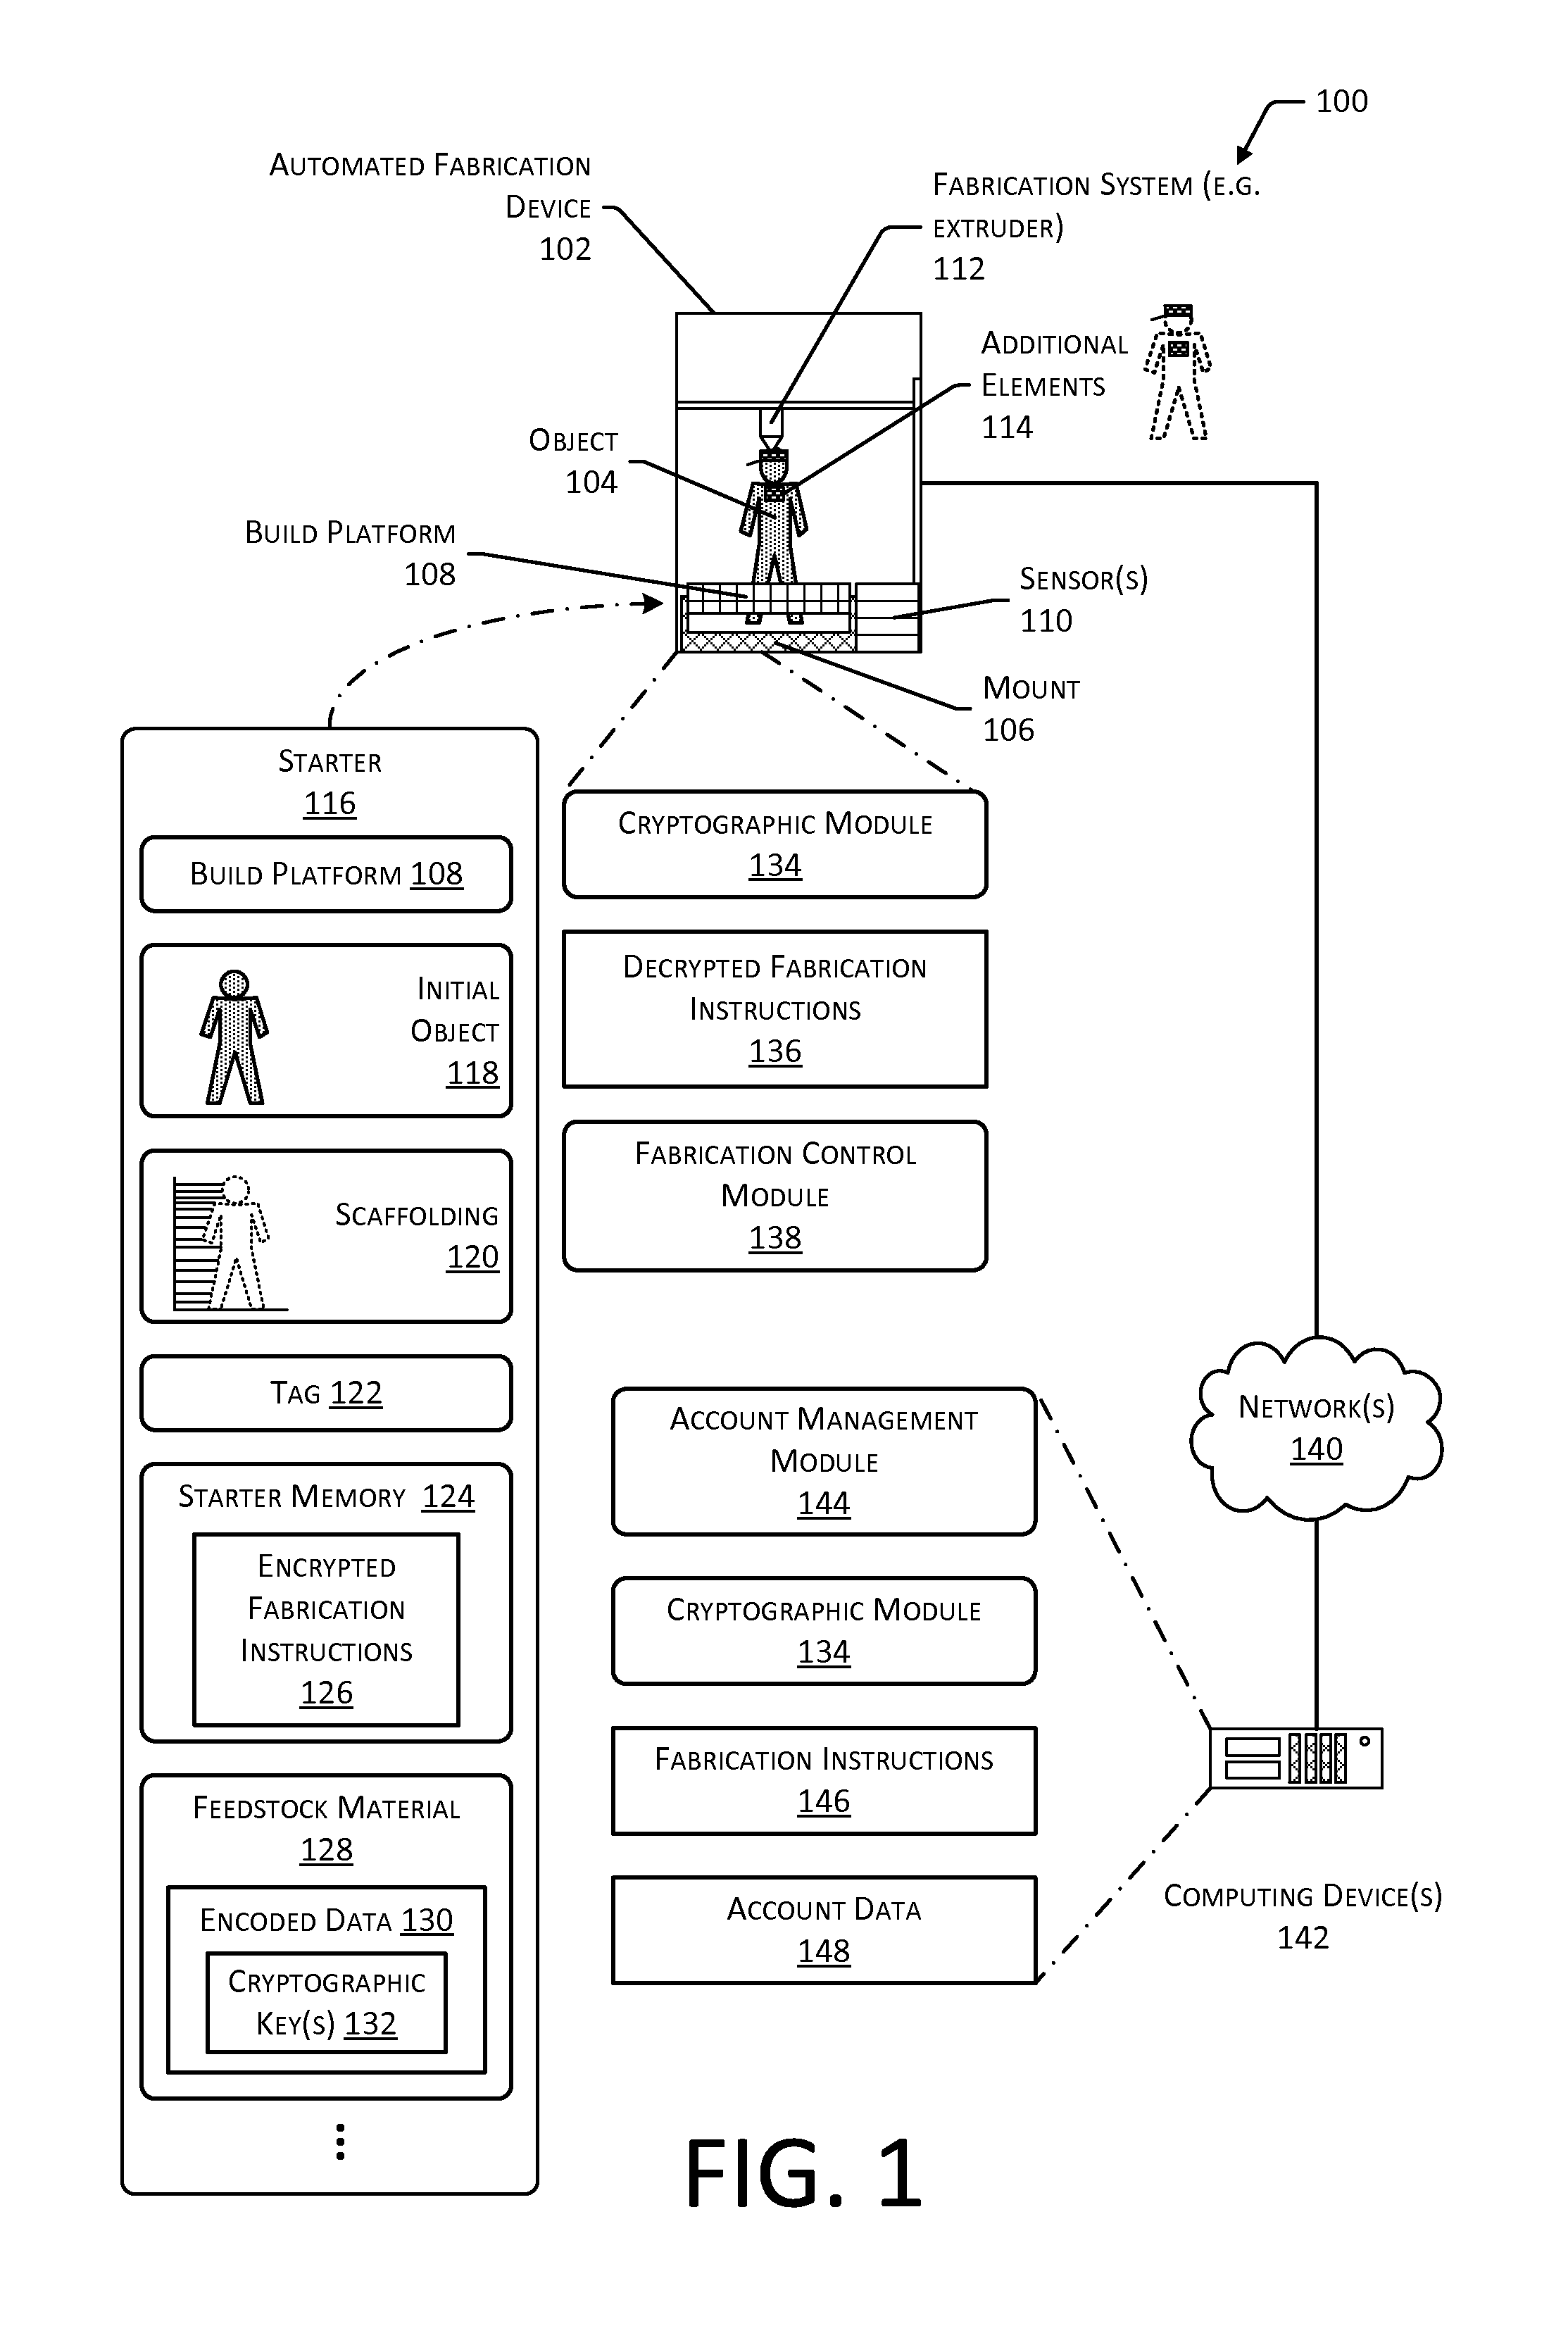 100
Automated Fabrication
Device
102
Fabrication System (e.g.
extruder)
112
Additional
Elements
114
Object
104
Build Platform
108
Sensor(s)
110
Mount
106
Starter
116
Build Platform 108
Initial
Object
118
Scaffolding
120
Tag 122
Starter Memory 124
Encrypted
Fabrication
Instructions
126
Feedstock Material
128
Encoded Data 130
Cryptographic
Key(s) 132
Cryptographic Module
134
Decrypted Fabrication
Instructions
136
Fabrication Control
Module
138
Account Management
Module
144
Cryptographic Module
134
Fabrication Instructions
146
Account Data
148
Network(s)
140
Computing Device(s)
142
FIG. 1